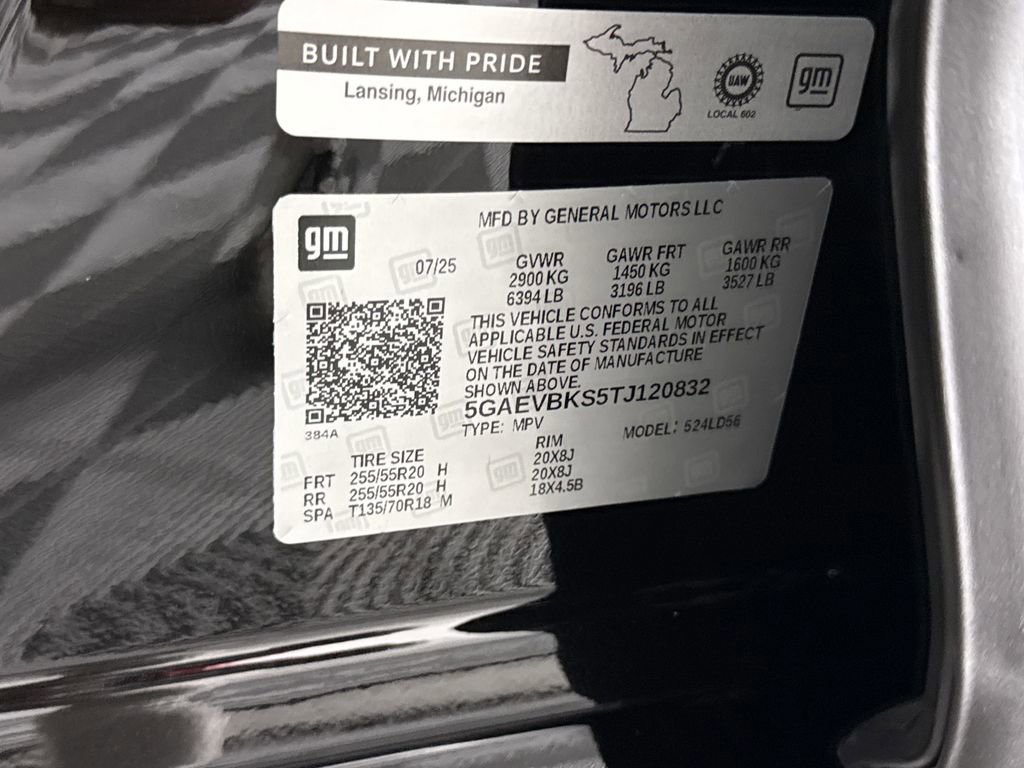 BUILT WITH PRIDE
Lansing, Michigan
UAW
LOCAL 602
gm
gm
MFD BY GENERAL MOTORS LLC
07/25
GVWR GAWR FRT GAWR RR
2900 KG 1450 KG 1600 KG
6394 LB 3196 LB 3527 LB
THIS VEHICLE CONFORMS TO ALL
APPLICABLE U.S. FEDERAL MOTOR
VEHICLE SAFETY STANDARDS IN EFFECT
ON THE DATE OF MANUFACTURE
SHOWN ABOVE.
5GAEVBKS5TJ120832
TYPE: MPV MODEL: 524LD56
384A
TIRE SIZE RIM
FRT 255/55R20 H 20X8J
RR 255/55R20 H 20X8J
SPA T135/70R18 M 18X4.5B